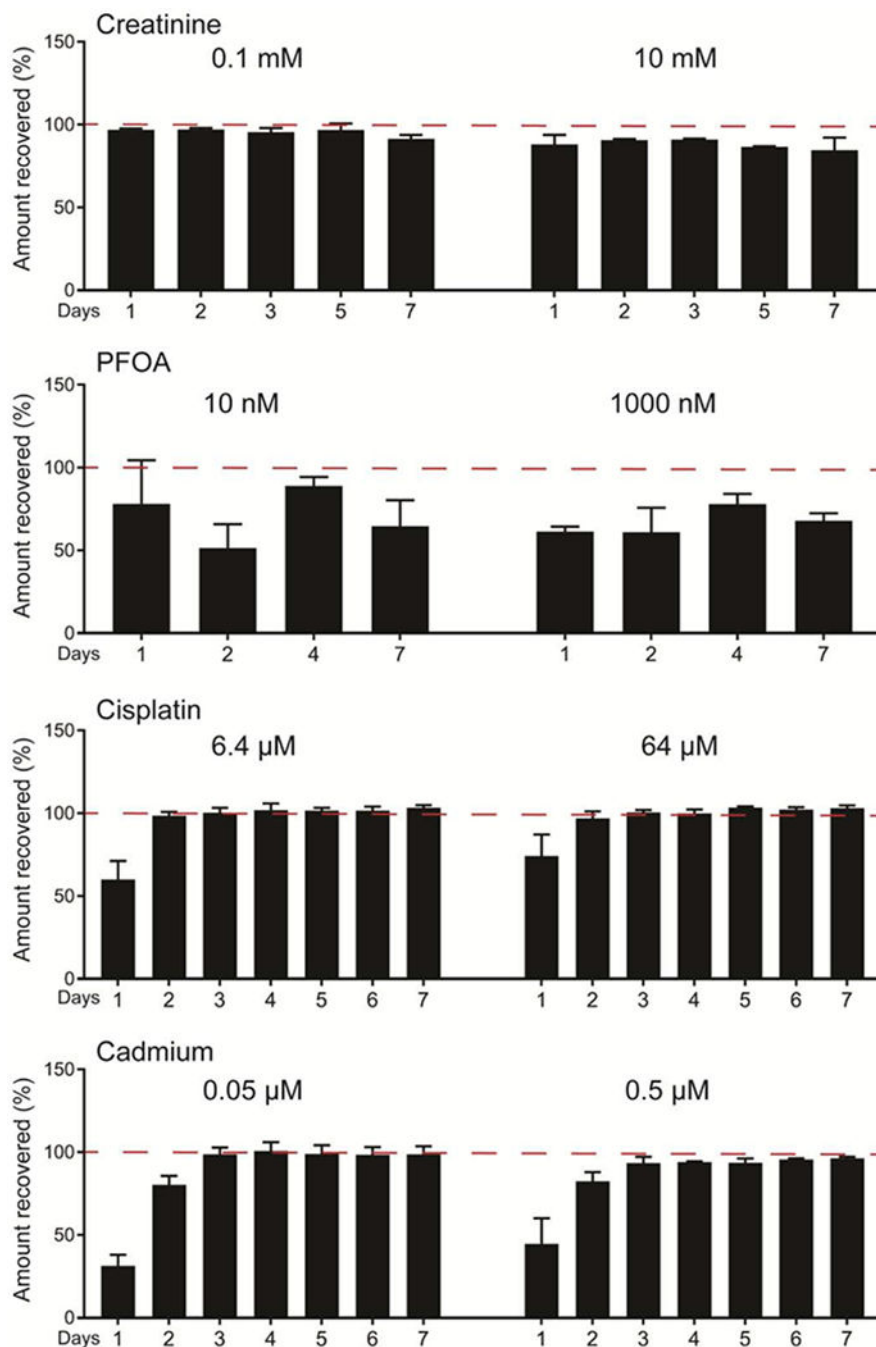 Creatinine
0.1 mM 10 mM
Amount recovered (%)
150
100
50
0
Days 1 2 3 5 7 1 2 3 5 7
PFOA
10 nM 1000 nM
Amount recovered (%)
150
100
50
0
Days 1 2 4 7 1 2 4 7
Cisplatin
6.4 µM 64 µM
Amount recovered (%)
150
100
50
0
Days 1 2 3 4 5 6 7 1 2 3 4 5 6 7
Cadmium
0.05 µM 0.5 µM
Amount recovered (%)
150
100
50
0
Days 1 2 3 4 5 6 7 1 2 3 4 5 6 7